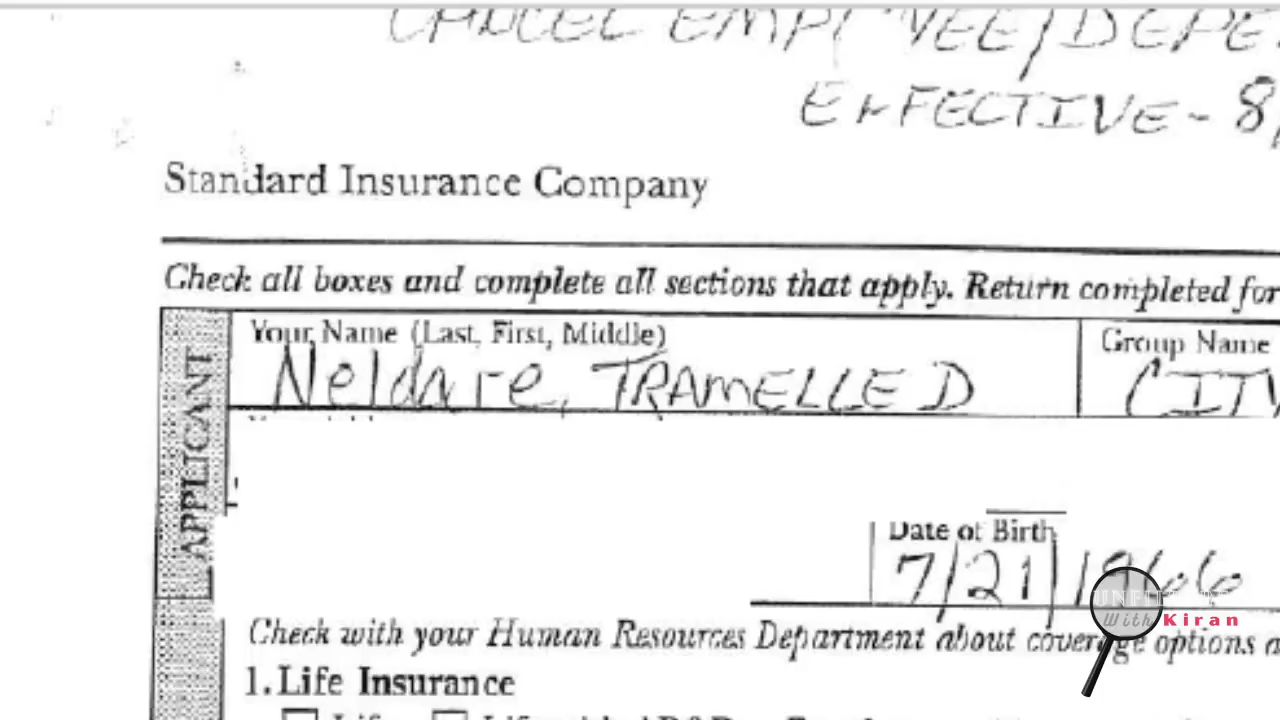 CANCEL EMPLOYEE/DEPE
EFFECTIVE - 8/
Standard Insurance Company
Check all boxes and complete all sections that apply. Return completed for
APPLICANT
Your Name (Last, First, Middle)
Neldare, TRAMELLE D
Group Name
CITY
Date of Birth
7/21/1966
With Kiran
Check with your Human Resources Department about coverage options a
1. Life Insurance